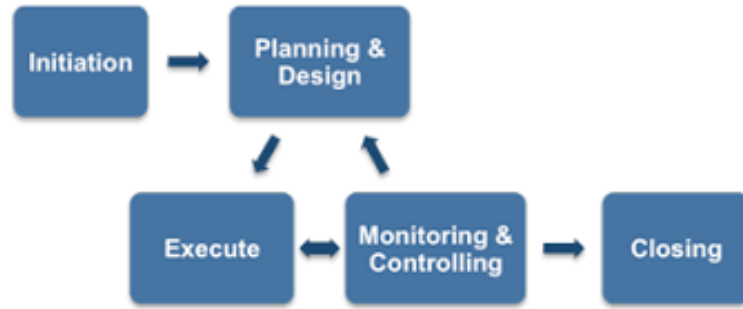 Initiation
Planning &
Design
Execute
Monitoring &
Controlling
Closing